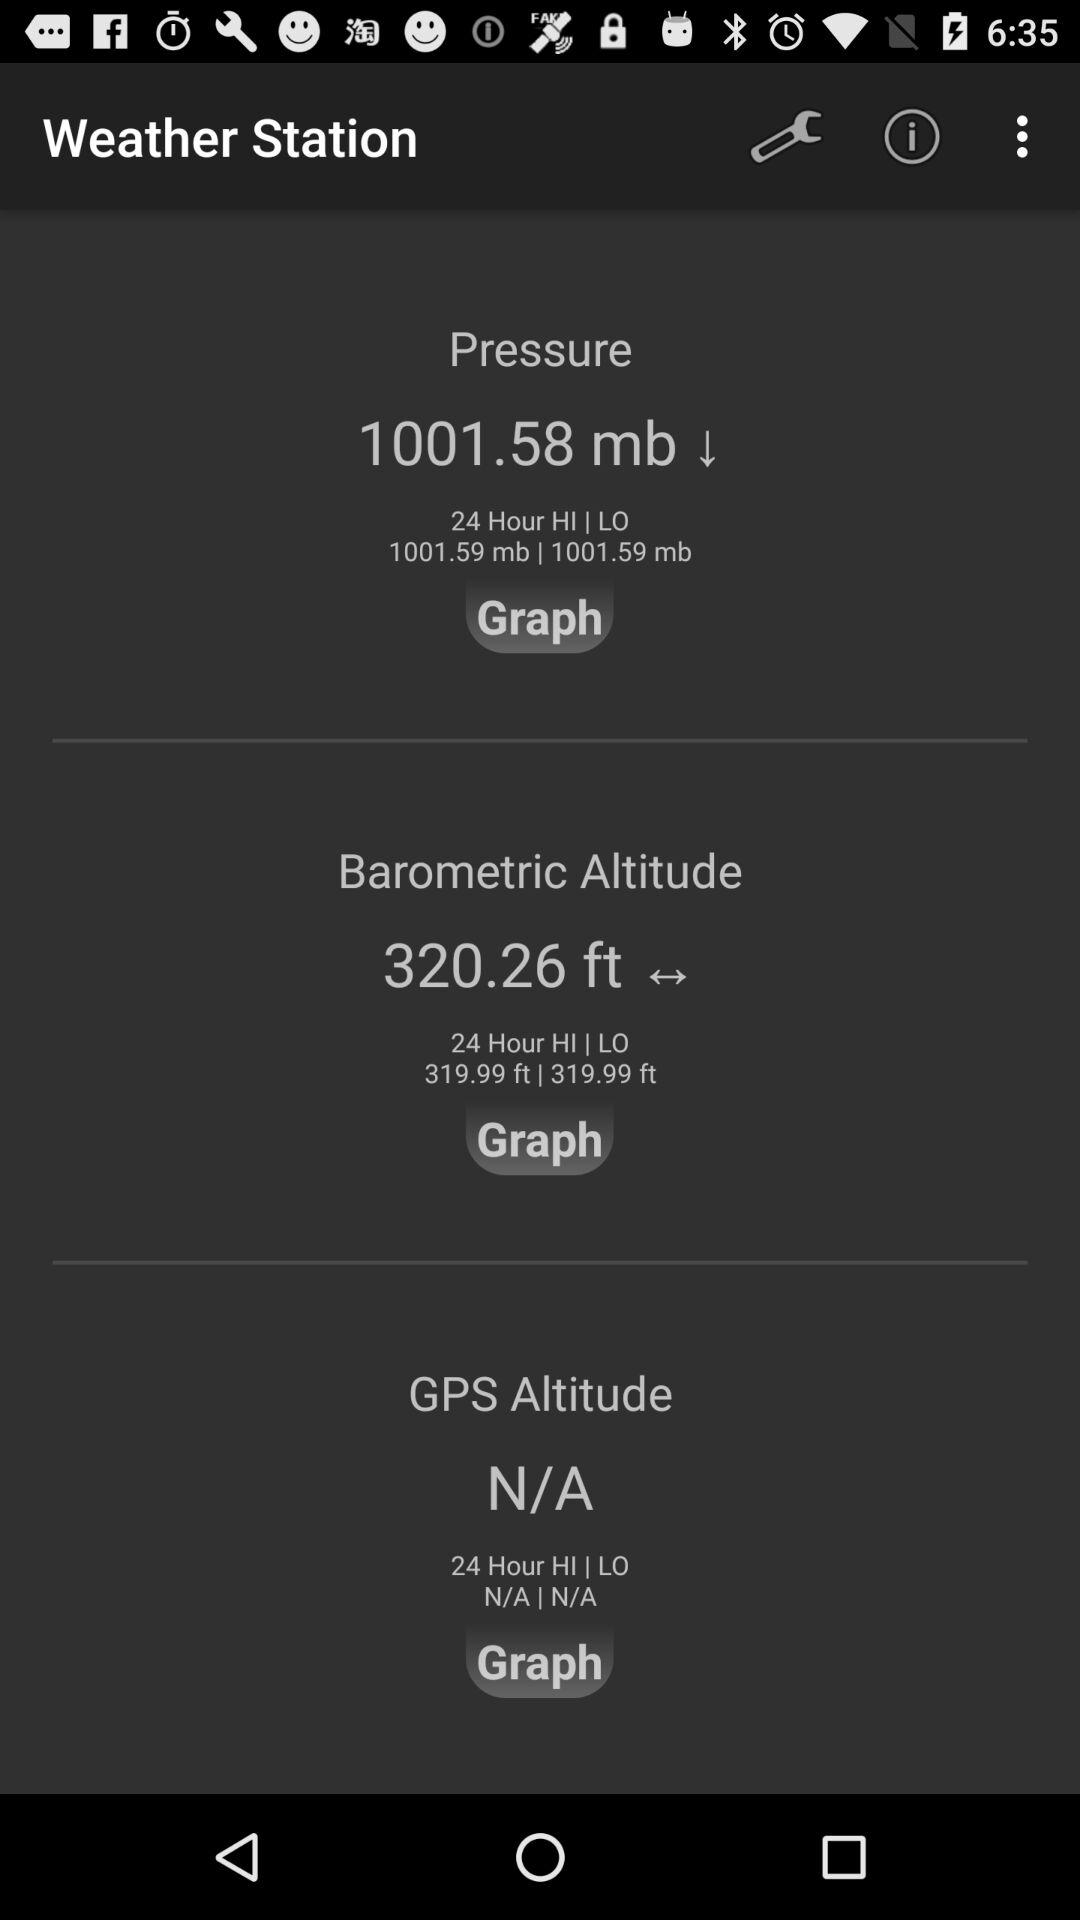 FAKE 6:35
Weather Station
Pressure
1001.58 mb ↓
24 Hour HI | LO
1001.59 mb | 1001.59 mb
Graph
Barometric Altitude
320.26 ft ↔
24 Hour HI | LO
319.99 ft | 319.99 ft
Graph
GPS Altitude
N/A
24 Hour HI | LO
N/A | N/A
Graph